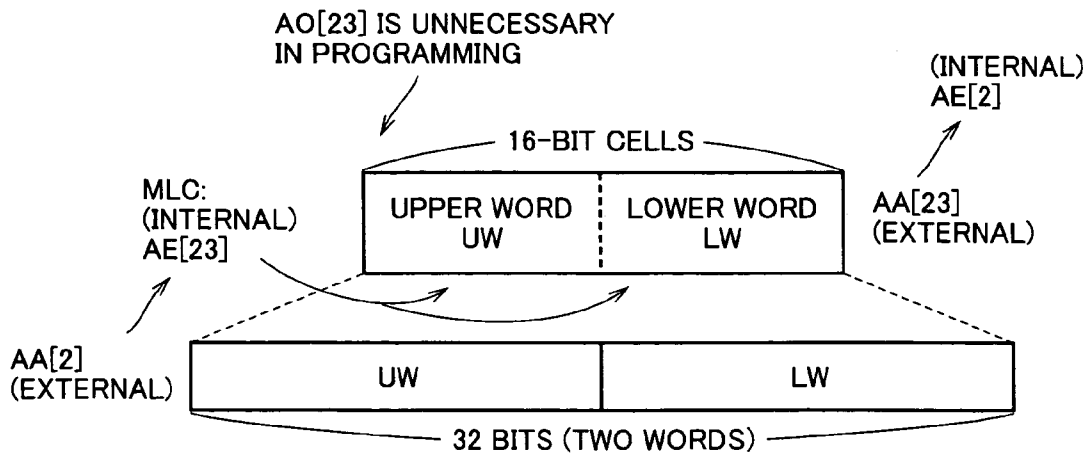 AO[23] IS UNNECESSARY
IN PROGRAMMING
(INTERNAL)
AE[2]
16-BIT CELLS
MLC:
(INTERNAL)
AE[23]
UPPER WORD
UW
LOWER WORD
LW
AA[23]
(EXTERNAL)
AA[2]
(EXTERNAL)
UW
LW
32 BITS (TWO WORDS)